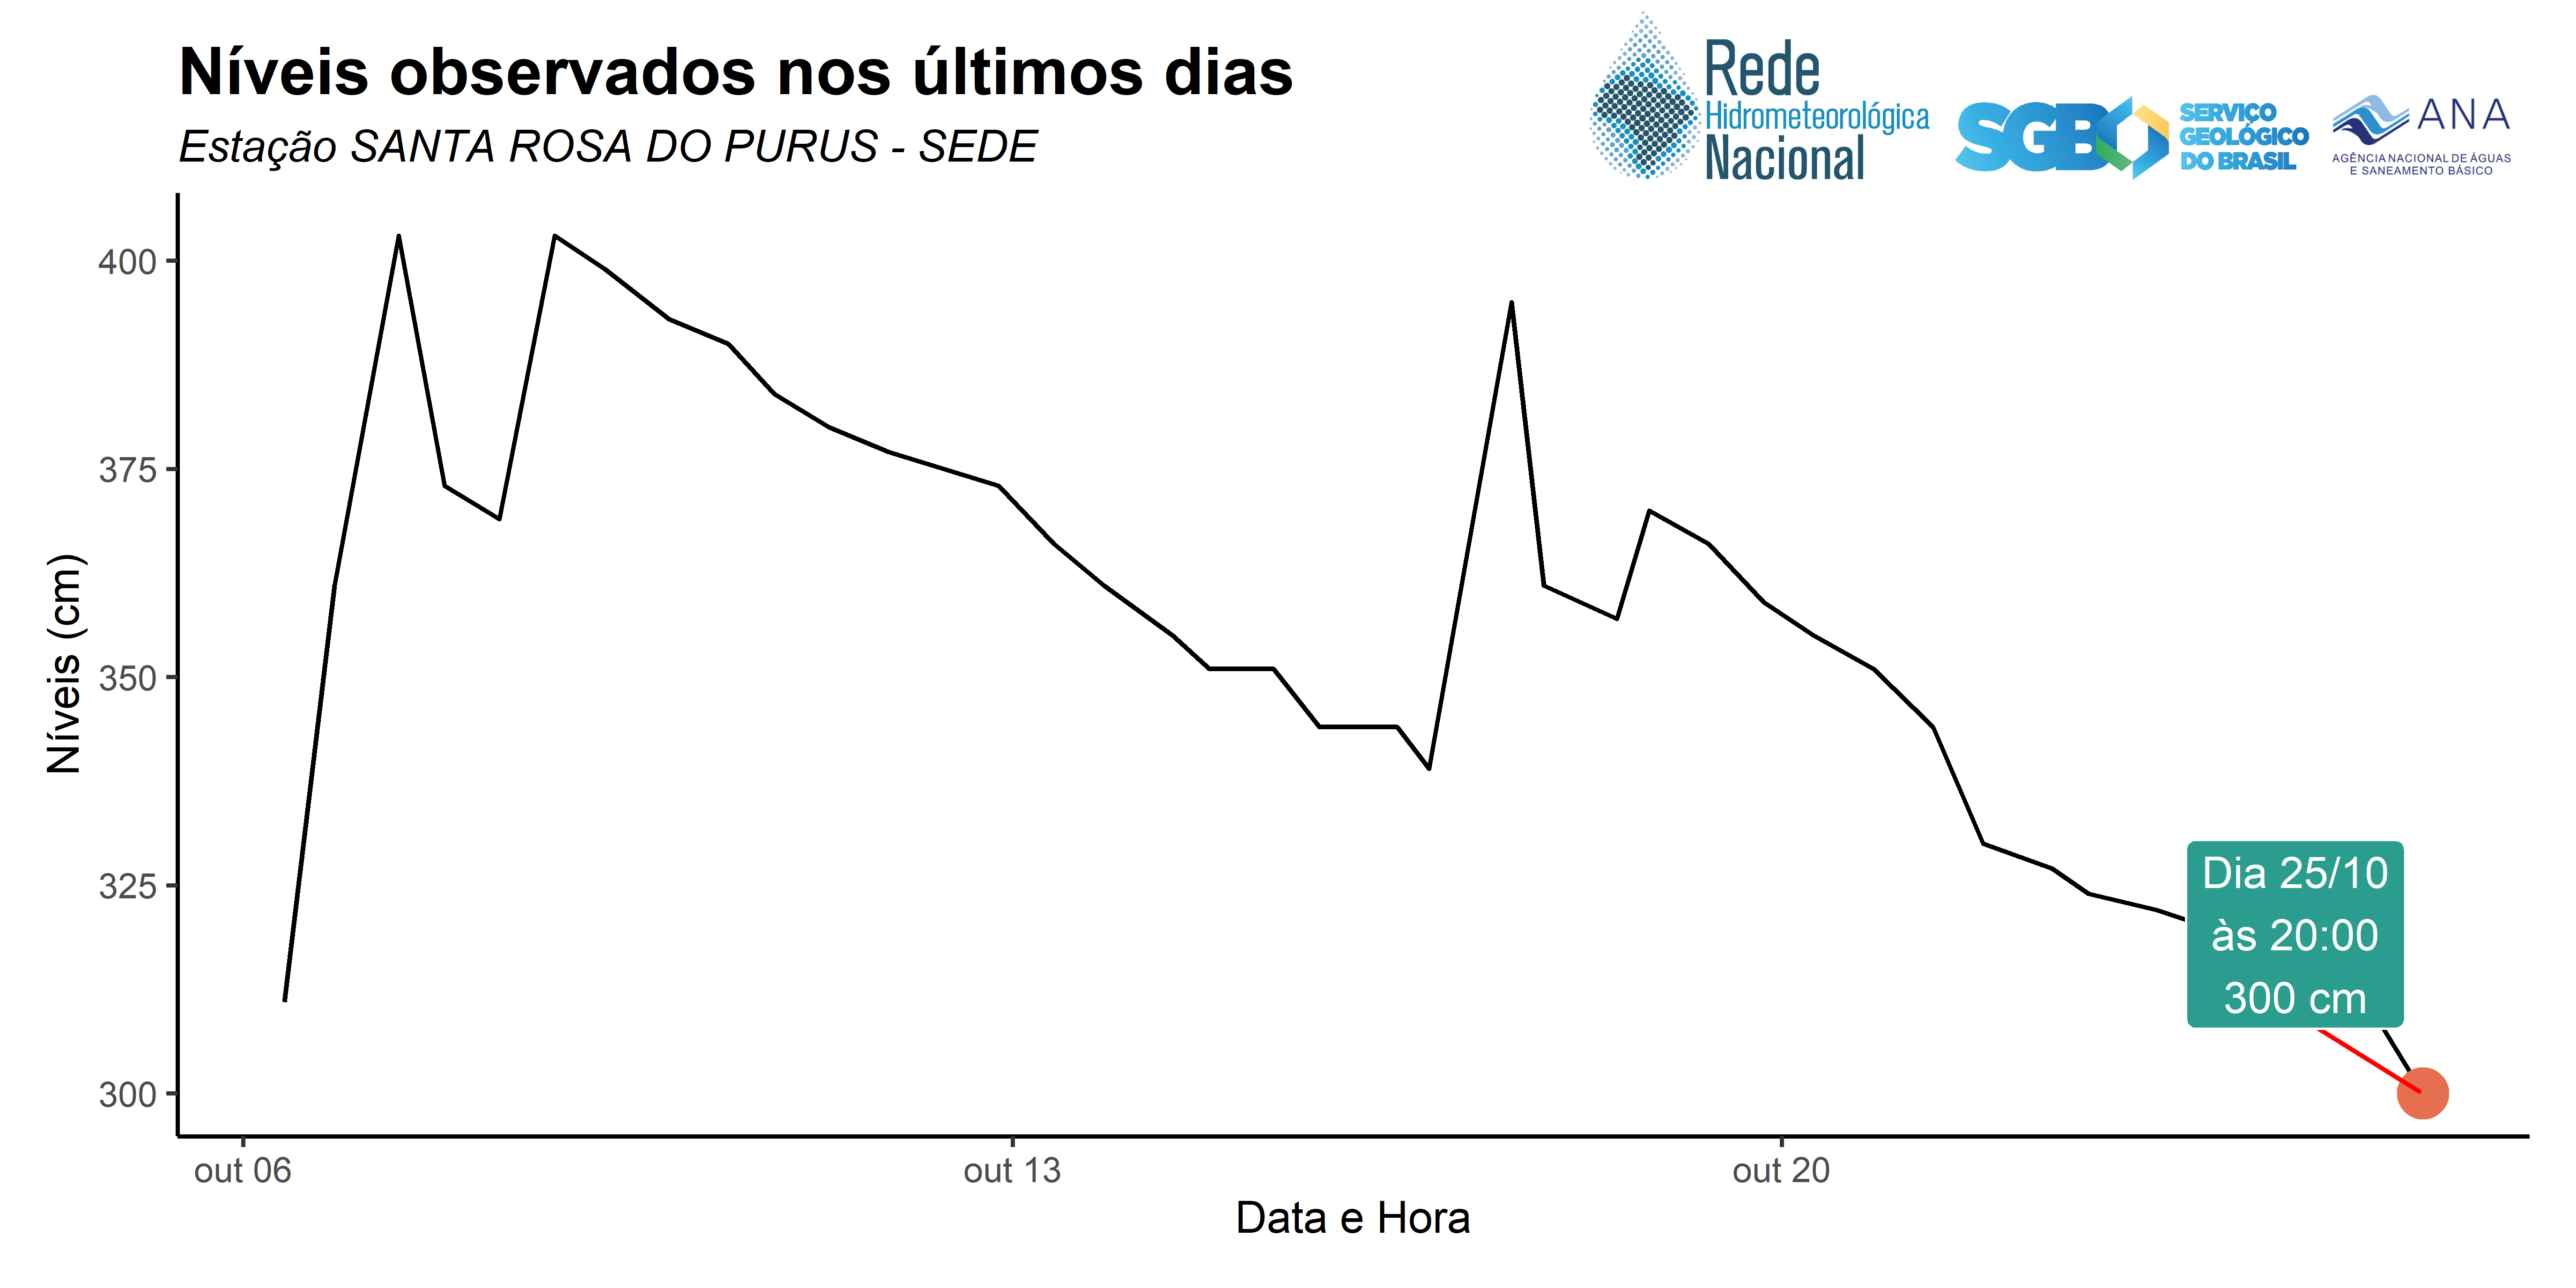 Níveis observados nos últimos dias
Estação SANTA ROSA DO PURUS - SEDE
Rede
Hidrometeorológica
Nacional
SGB
SERVIÇO
GEOLÓGICO
DO BRASIL
ANA
AGÊNCIA NACIONAL DE ÁGUAS
E SANEAMENTO BÁSICO
Níveis (cm)
400
375
350
325
300
Dia 25/10
às 20:00
300 cm
out 06
out 13
out 20
Data e Hora